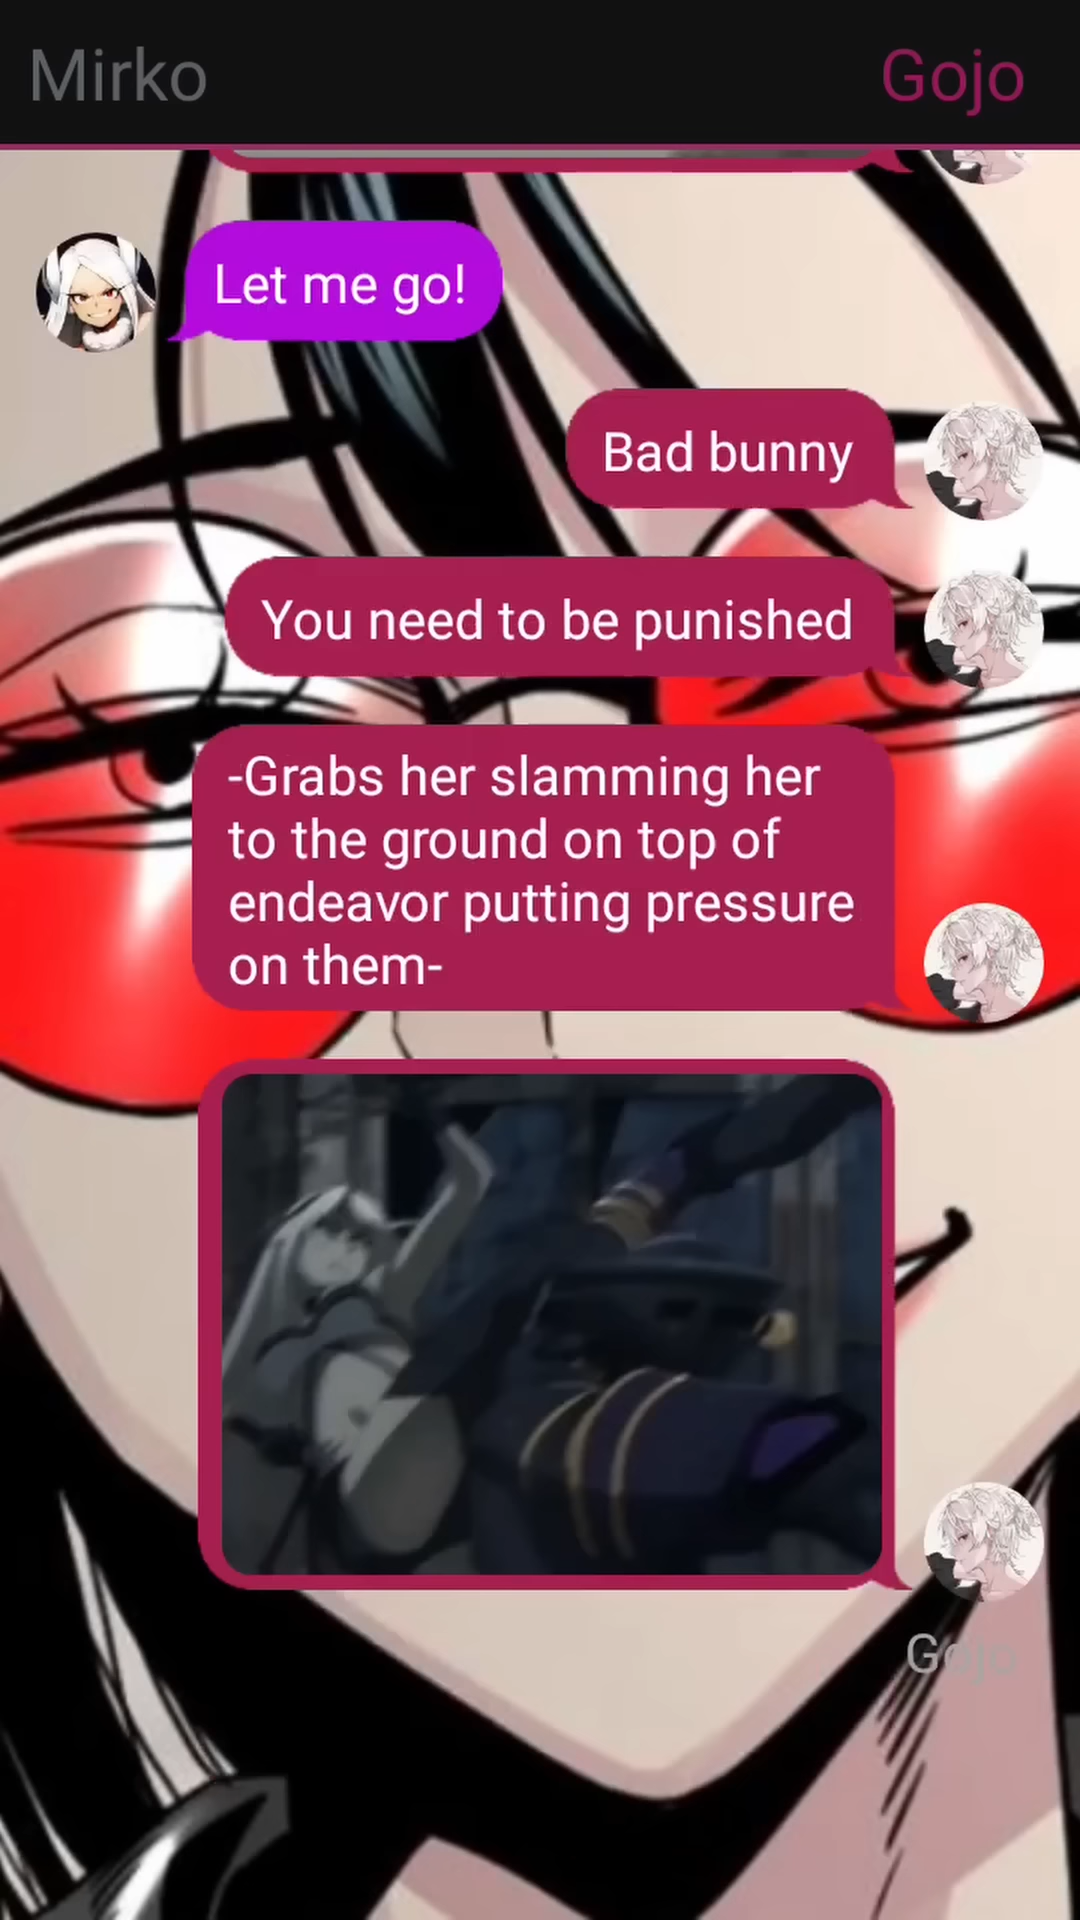 Mirko
Gojo
Let me go!
Bad bunny
You need to be punished
-Grabs her slamming her
to the ground on top of
endeavor putting pressure
on them-
Gojo